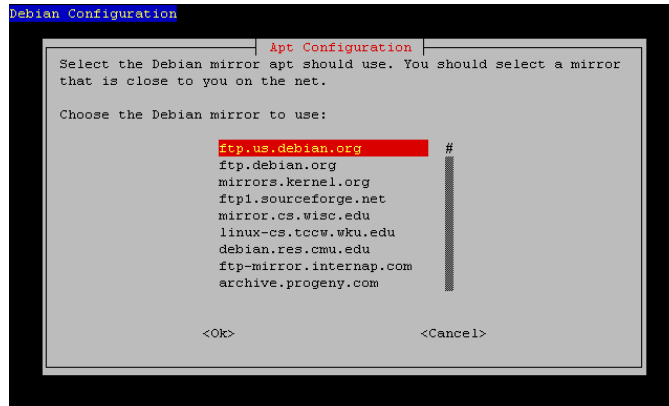 Debian Configuration
Apt Configuration
Select the Debian mirror apt should use. You should select a mirror
that is close to you on the net.
Choose the Debian mirror to use:
ftp.us.debian.org #
ftp.debian.org
mirrors.kernel.org
ftp1.sourceforge.net
mirror.cs.wisc.edu
linux-cs.tccw.wku.edu
debian.res.cmu.edu
ftp-mirror.internap.com
archive.progeny.com
<Ok> <Cancel>